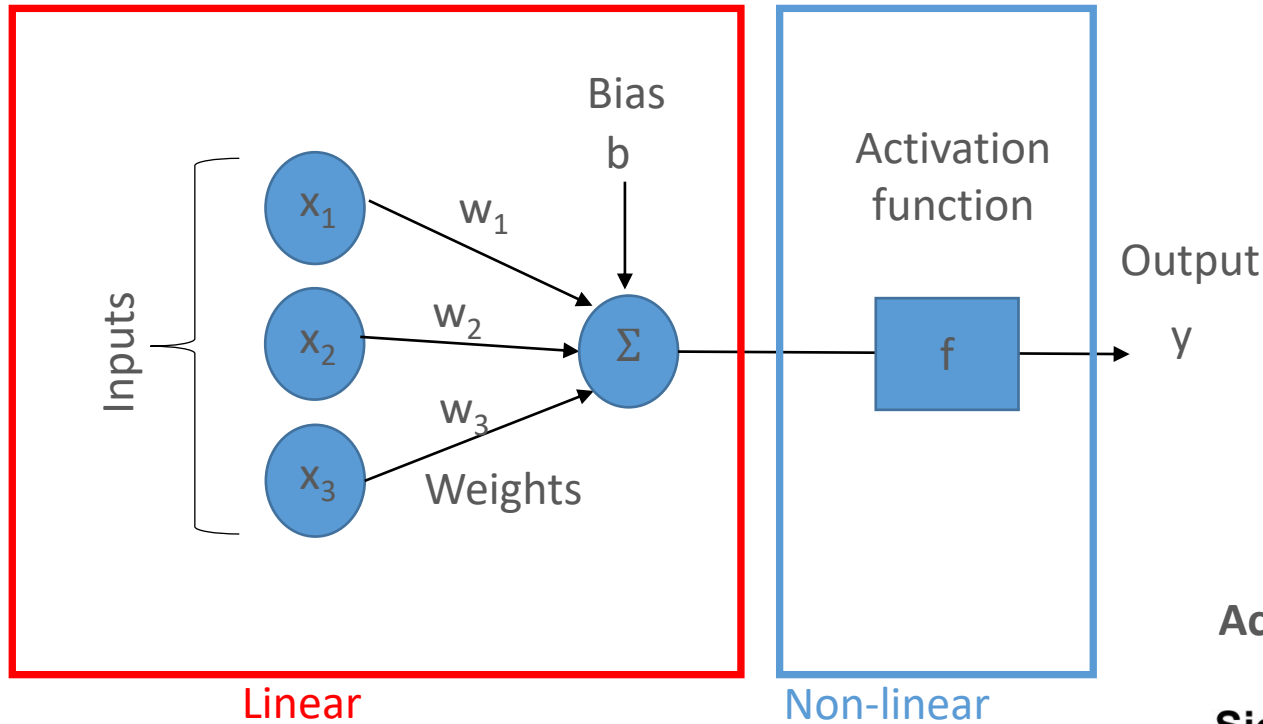 Bias
b
Activation
function
x₁
w₁
Output
Inputs
x₂
w₂
Σ
f
y
w₃
x₃
Weights
Linear
Non-linear